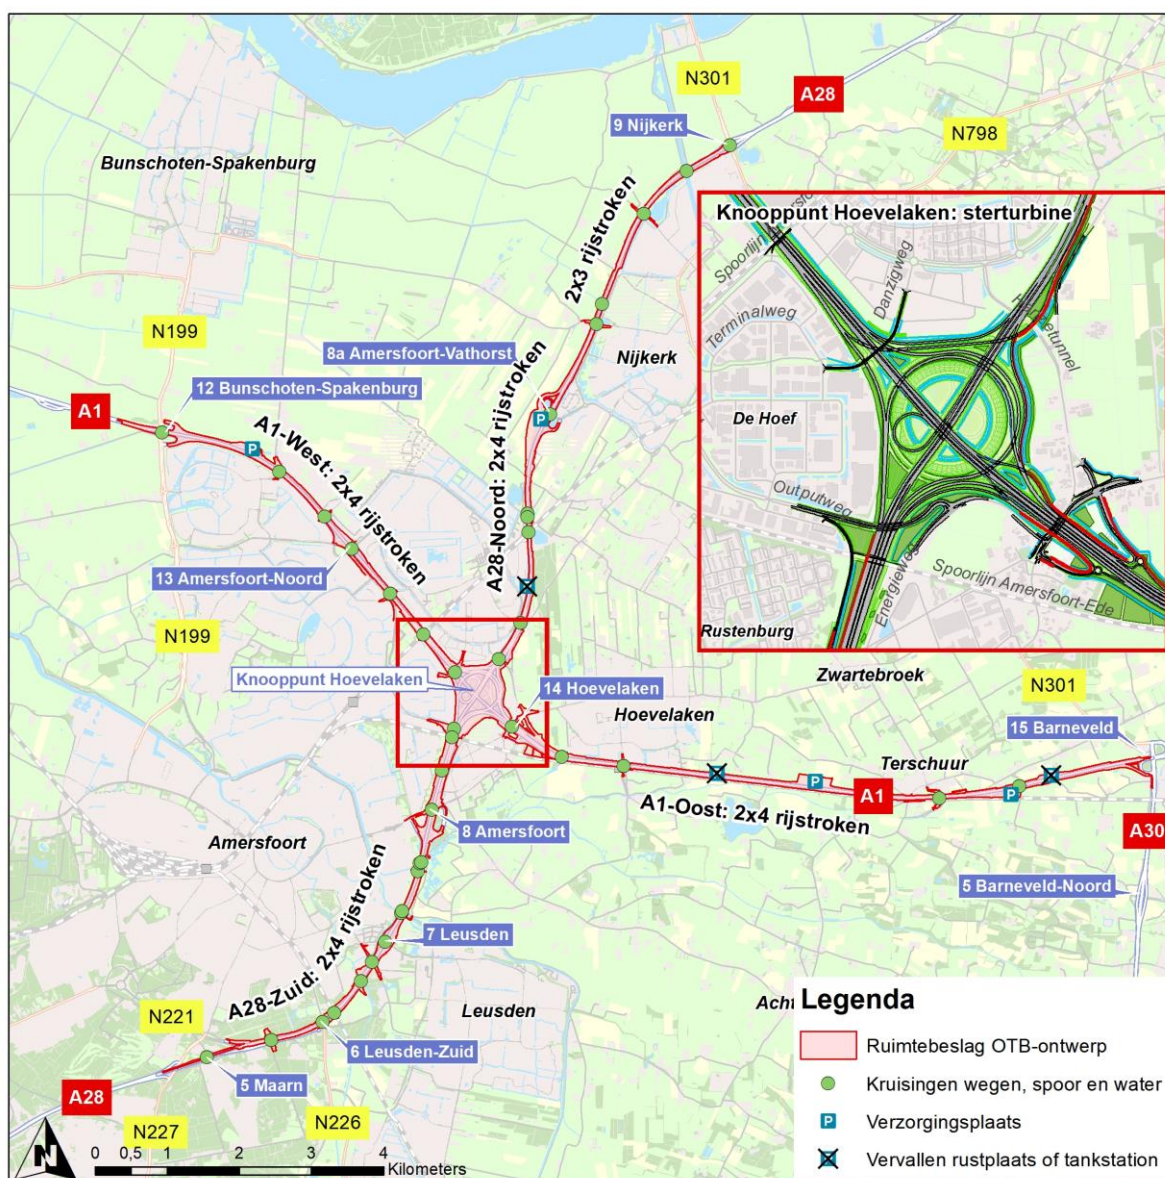 N301
A28
9 Nijkerk
N798
Bunschoten-Spakenburg
2x3 rijstroken
Knooppunt Hoevelaken: sterturbine
Danzigweg
Terminalweg
De Hoef
Outputweg
Energieweg
Spoorlijn Amersfoort-Ede
Rustenburg
N199
8a Amersfoort-Vathorst
Nijkerk
12 Bunschoten-Spakenburg
A1
A1-West: 2x4 rijstroken
A28-Noord: 2x4 rijstroken
13 Amersfoort-Noord
N199
Knooppunt Hoevelaken
14 Hoevelaken
Hoevelaken
Zwartebroek
N301
15 Barneveld
Terschuur
A1
A1-Oost: 2x4 rijstroken
A30
8 Amersfoort
Amersfoort
5 Barneveld-Noord
7 Leusden
A28-Zuid: 2x4 rijstroken
Leusden
Acht
N221
6 Leusden-Zuid
5 Maarn
A28
N227
N226
N
0 0,5 1 2 3 4
Kilometers
Legenda
Ruimtebeslag OTB-ontwerp
Kruisingen wegen, spoor en water
P Verzorgingsplaats
Vervallen rustplaats of tankstation